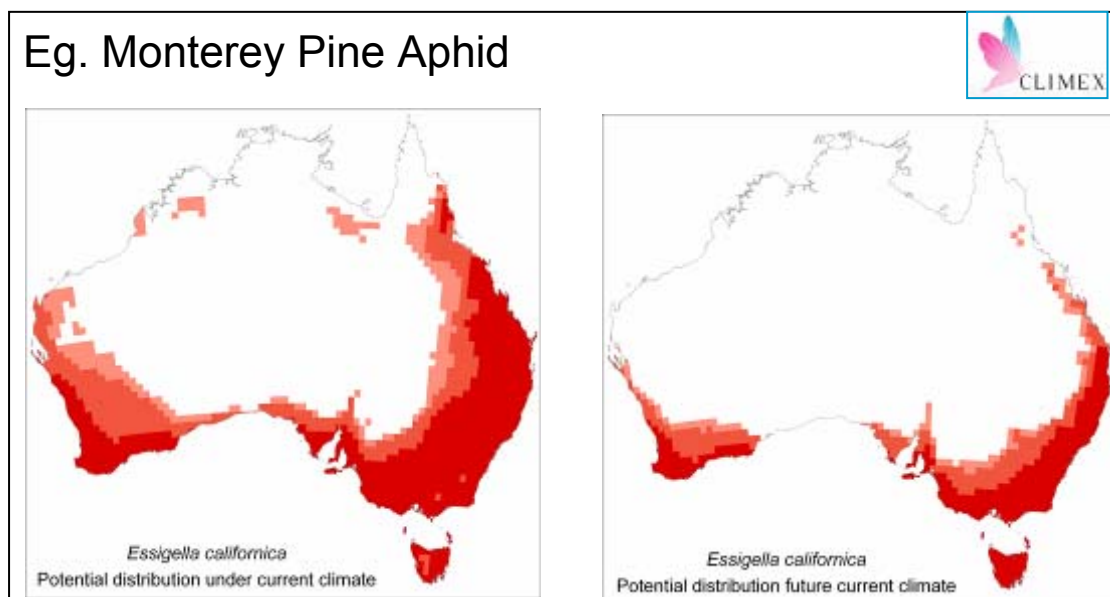 Eg. Monterey Pine Aphid
CLIMEX
Essigella californica
Potential distribution under current climate
Essigella californica
Potential distribution future current climate